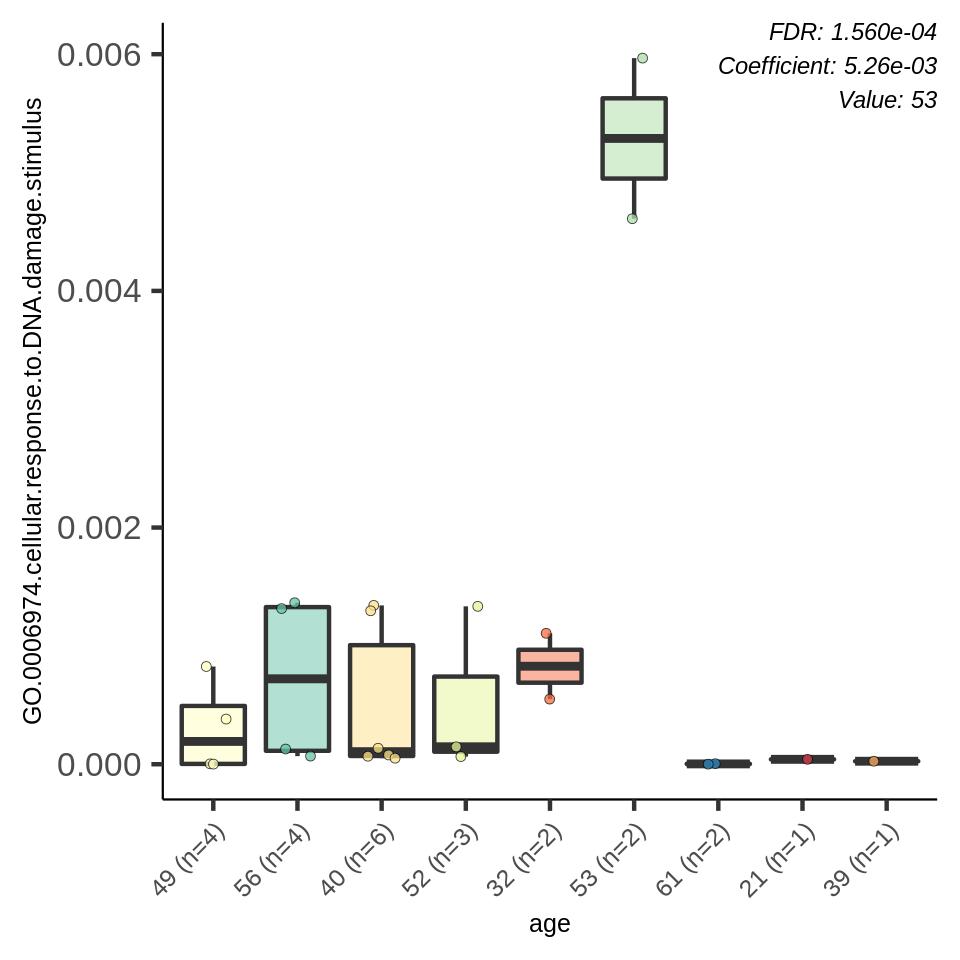 FDR: 1.560e-04
Coefficient: 5.26e-03
Value: 53
GO.0006974.cellular.response.to.DNA.damage.stimulus
0.006
0.004
0.002
0.000
49 (n=4)
56 (n=4)
40 (n=6)
52 (n=3)
32 (n=2)
53 (n=2)
61 (n=2)
21 (n=1)
39 (n=1)
age